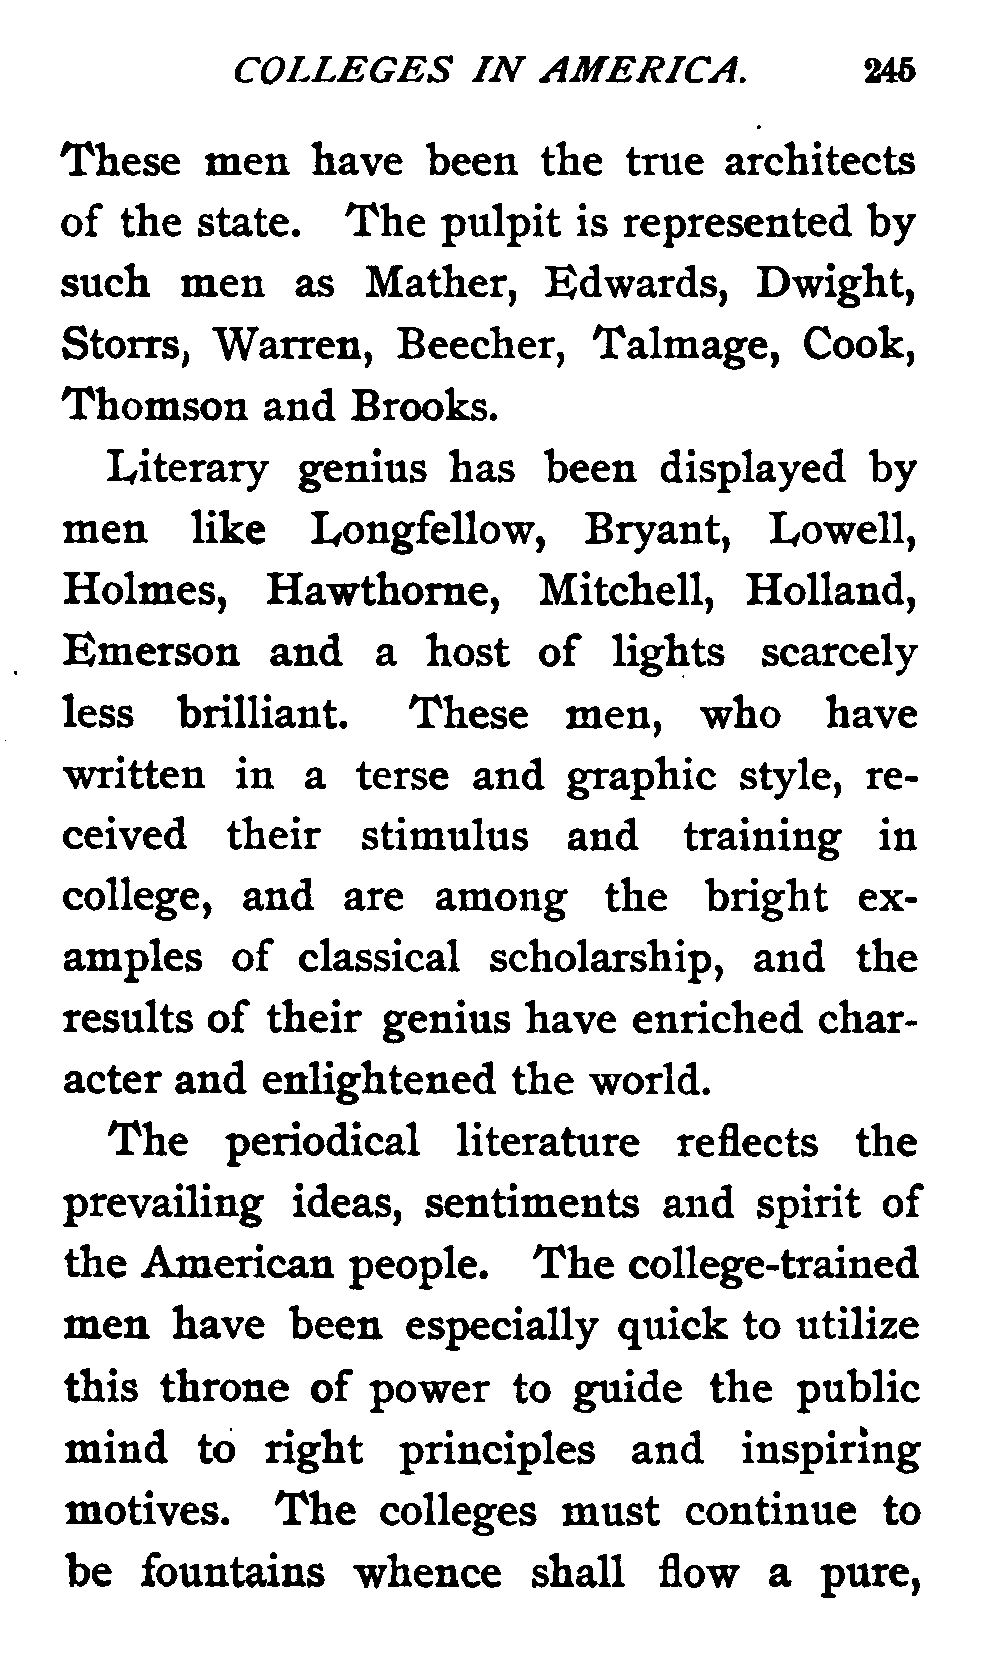 COLLEGES IN AMERICA. 245
These men have been the true architects
of the state. The pulpit is represented by
such men as Mather, Edwards, Dwight,
Storrs, Warren, Beecher, Talmage, Cook,
Thomson and Brooks.
Literary genius has been displayed by
men like Longfellow, Bryant, Lowell,
Holmes, Hawthorne, Mitchell, Holland,
Emerson and a host of lights scarcely
less brilliant. These men, who have
written in a terse and graphic style, re-
ceived their stimulus and training in
college, and are among the bright ex-
amples of classical scholarship, and the
results of their genius have enriched char-
acter and enlightened the world.
The periodical literature reflects the
prevailing ideas, sentiments and spirit of
the American people. The college-trained
men have been especially quick to utilize
this throne of power to guide the public
mind to right principles and inspiring
motives. The colleges must continue to
be fountains whence shall flow a pure,